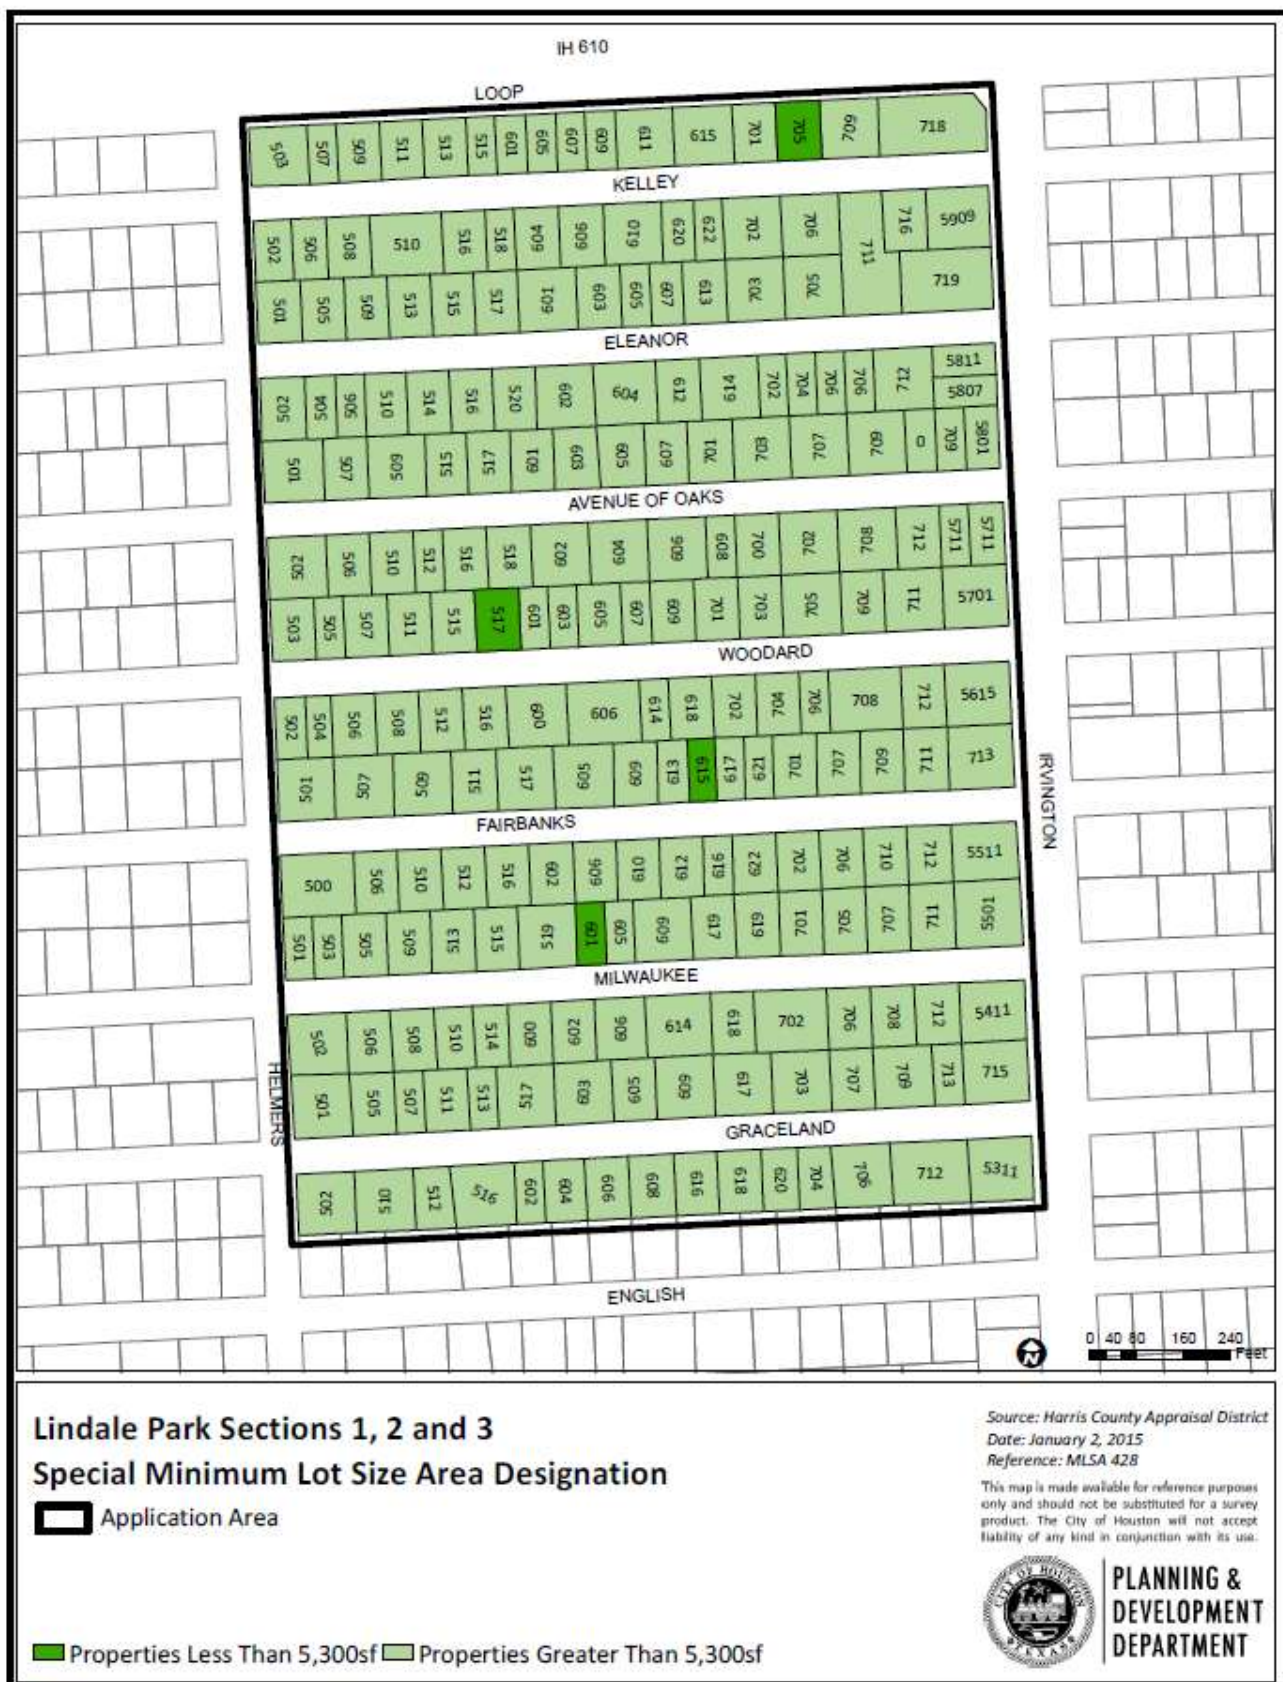 IH 610
LOOP
503 507 509 511 513 515 601 605 607 609 611 615 701 705 709 718
KELLEY
502 506 508 510 516 518 604 606 610 620 622 702 706 711 716 5909
501 505 509 513 515 517 601 603 605 607 613 703 705 719
ELEANOR
502 504 506 510 514 516 520 602 604 612 614 702 704 706 706 712 5811
5807
501 507 509 515 517 601 603 605 607 701 703 707 709 0 709 5801
AVENUE OF OAKS
502 506 510 512 516 518 602 604 606 608 700 702 708 712 5711 5711
503 505 507 511 515 517 601 603 605 607 609 701 703 705 709 711 5701
WOODARD
502 504 506 508 512 516 600 606 614 618 702 704 706 708 712 5615
501 507 509 511 517 605 609 613 615 617 621 701 707 709 711 713
IRVINGTON
FAIRBANKS
500 506 510 512 516 602 606 610 612 616 622 702 706 710 712 5511
501 503 505 509 513 515 519 601 605 609 617 619 701 705 707 711 5501
MILWAUKEE
502 506 508 510 514 600 602 606 614 618 702 706 708 712 5411
HELMERS
501 505 507 511 513 517 603 605 609 617 703 707 709 713 715
GRACELAND
502 510 512 516 602 604 606 608 616 618 620 704 706 712 5311
ENGLISH
N
0 40 80 160 240
Feet
Lindale Park Sections 1, 2 and 3
Special Minimum Lot Size Area Designation
Application Area
Properties Less Than 5,300sf Properties Greater Than 5,300sf
Source: Harris County Appraisal District
Date: January 2, 2015
Reference: MLSA 428
This map is made available for reference purposes
only and should not be substituted for a survey
product. The City of Houston will not accept
liability of any kind in conjunction with its use.
CITY OF HOUSTON
TEXAS
PLANNING &
DEVELOPMENT
DEPARTMENT